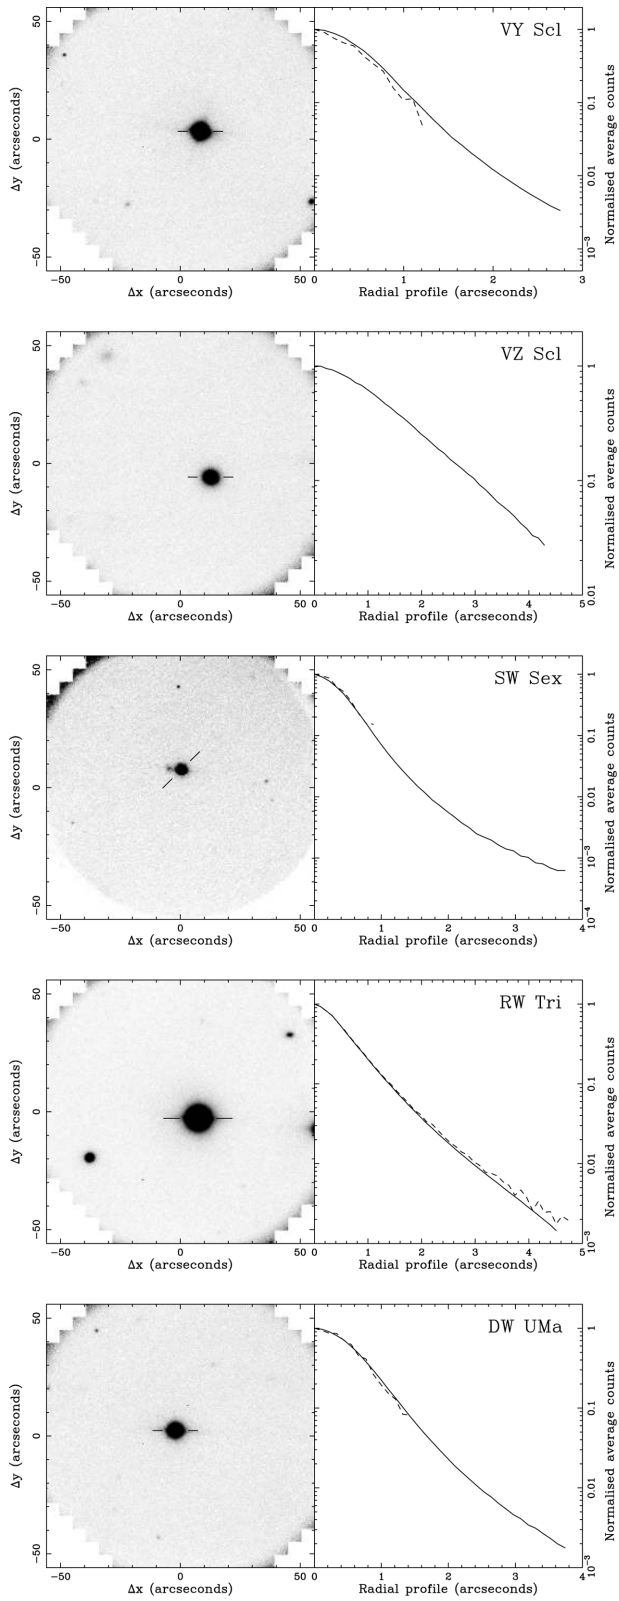 VY Scl
50
0
−50
Δy (arcseconds)
−50 0 50
Δx (arcseconds)
1
0.1
0.01
10⁻³
Normalised average counts
0 1 2 3
Radial profile (arcseconds)
VZ Scl
50
0
−50
Δy (arcseconds)
−50 0 50
Δx (arcseconds)
1
0.1
0.01
Normalised average counts
0 1 2 3 4 5
Radial profile (arcseconds)
SW Sex
50
0
−50
Δy (arcseconds)
−50 0 50
Δx (arcseconds)
1
0.1
0.01
10⁻³
10⁻⁴
Normalised average counts
0 1 2 3 4
Radial profile (arcseconds)
RW Tri
50
0
−50
Δy (arcseconds)
−50 0 50
Δx (arcseconds)
1
0.1
0.01
10⁻³
Normalised average counts
0 1 2 3 4 5
Radial profile (arcseconds)
DW UMa
50
0
−50
Δy (arcseconds)
−50 0 50
Δx (arcseconds)
1
0.1
0.01
10⁻³
Normalised average counts
0 1 2 3 4
Radial profile (arcseconds)